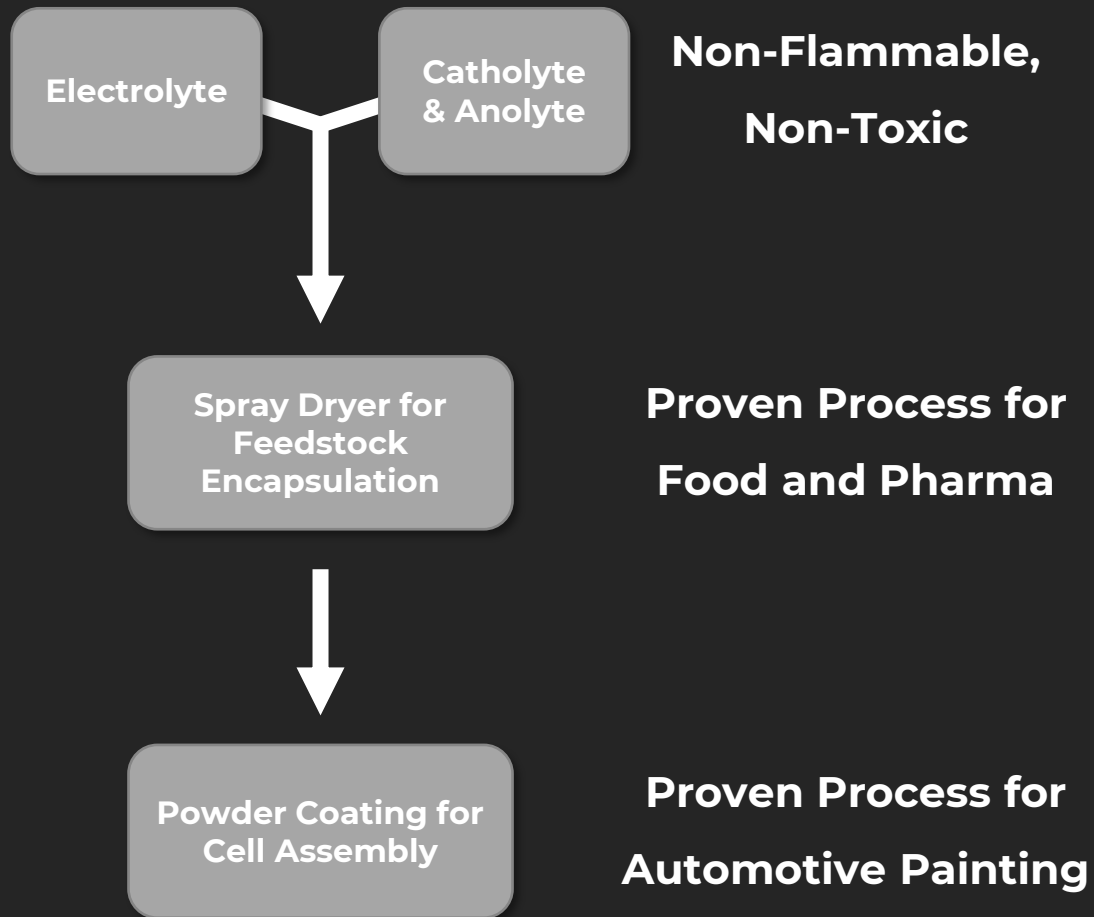 Electrolyte
Catholyte
& Anolyte
Non-Flammable,
Non-Toxic
Spray Dryer for
Feedstock
Encapsulation
Proven Process for
Food and Pharma
Powder Coating for
Cell Assembly
Proven Process for
Automotive Painting